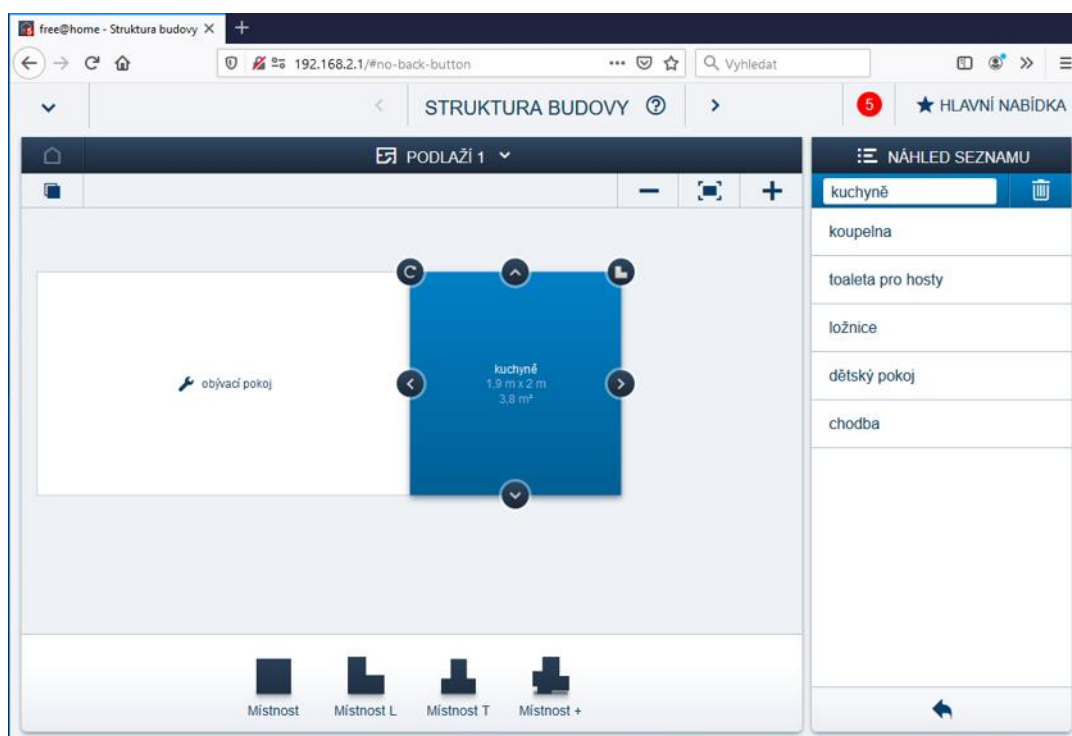 free@home - Struktura budovy
192.168.2.1/#no-back-button
Vyhledat
STRUKTURA BUDOVY
5
HLAVNÍ NABÍDKA
PODLAŽÍ 1
NÁHLED SEZNAMU
kuchyně
koupelna
toaleta pro hosty
ložnice
dětský pokoj
chodba
obývací pokoj
kuchyně
1,9 m x 2 m
3,8 m²
Místnost
Místnost L
Místnost T
Místnost +